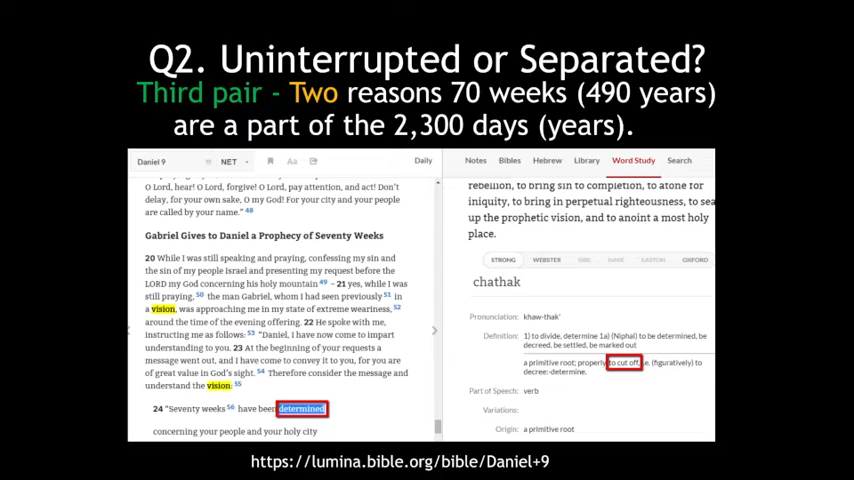 Q2. Uninterrupted or Separated?
Third pair - Two reasons 70 weeks (490 years)
are a part of the 2,300 days (years).
Daniel 9
NET
Aa
Daily
O Lord, hear! O Lord, forgive! O Lord, pay attention, and act! Don't
delay, for your own sake, O my God! For your city and your people
are called by your name." 48
Gabriel Gives to Daniel a Prophecy of Seventy Weeks
20 While I was still speaking and praying, confessing my sin and
the sin of my people Israel and presenting my request before the
LORD my God concerning his holy mountain 49 – 21 yes, while I was
still praying, 50 the man Gabriel, whom I had seen previously 51 in
a vision, was approaching me in my state of extreme weariness, 52
around the time of the evening offering. 22 He spoke with me,
instructing me as follows: 53 "Daniel, I have now come to impart
understanding to you. 23 At the beginning of your requests a
message went out, and I have come to convey it to you, for you are
of great value in God's sight. 54 Therefore consider the message and
understand the vision: 55
24 "Seventy weeks 56 have been determined
concerning your people and your holy city
Notes Bibles Hebrew Library Word Study Search
rebellion, to bring sin to completion, to atone for
iniquity, to bring in perpetual righteousness, to sea
up the prophetic vision, and to anoint a most holy
place.
STRONG WEBSTER ISBE NAVE EASTON OXFORD
chathak
Pronunciation: khaw-thak'
Definition: 1) to divide, determine 1a) (Niphal) to be determined, be
decreed, be settled, be marked out
a primitive root; properly to cut off, i.e. (figuratively) to
decree:-determine.
Part of Speech: verb
Variations:
Origin: a primitive root
https://lumina.bible.org/bible/Daniel+9